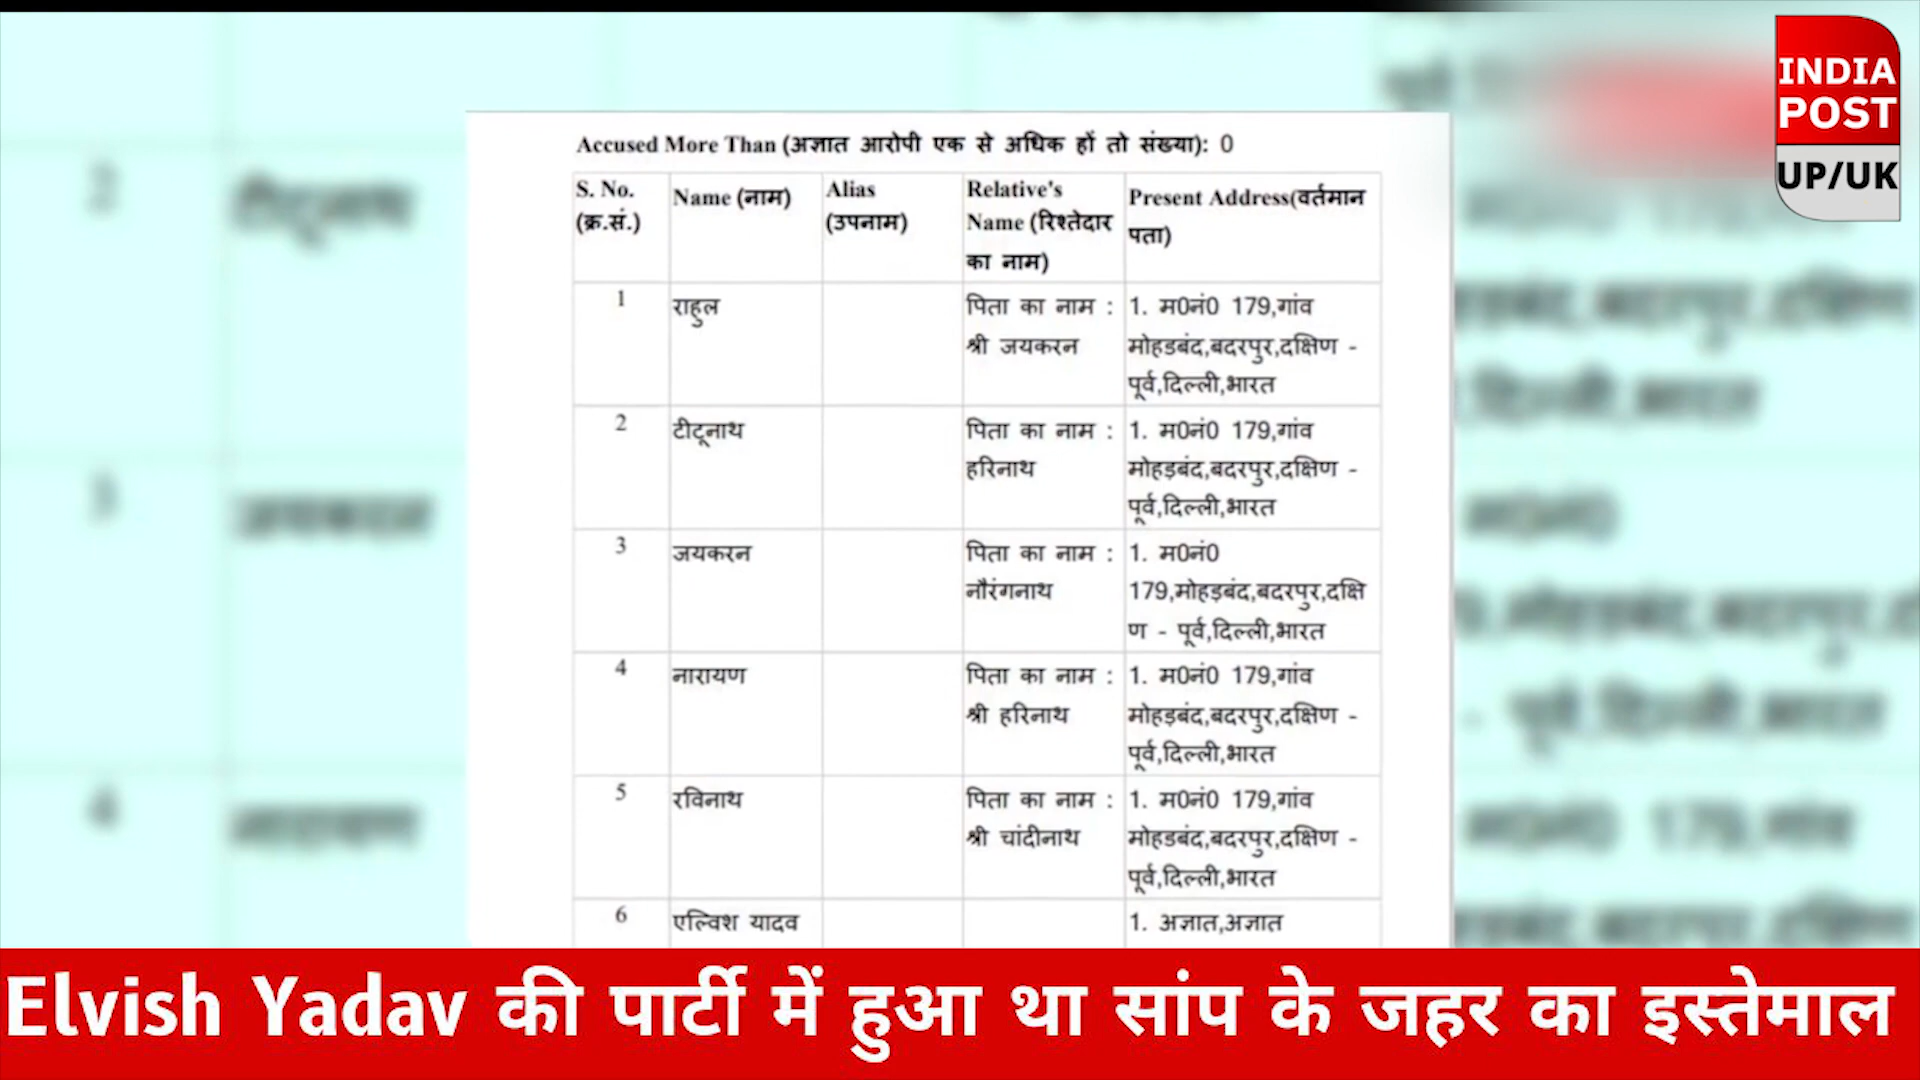 INDIA
POST
UP/UK
Accused More Than (अज्ञात आरोपी एक से अधिक हों तो संख्या): 0
S. No. (क्र.सं.) Name (नाम) Alias (उपनाम) Relative's Name (रिश्तेदार का नाम) Present Address(वर्तमान पता)
1 राहुल पिता का नाम : 1. म0नं0 179,गांव
श्री जयकरन मोहडबंद,बदरपुर,दक्षिण -
पूर्व,दिल्ली,भारत
2 टीटूनाथ पिता का नाम : 1. म0नं0 179,गांव
हरिनाथ मोहड़बंद,बदरपुर,दक्षिण -
पूर्व,दिल्ली,भारत
3 जयकरन पिता का नाम : 1. म0नं0
नौरंगनाथ 179,मोहड़बंद,बदरपुर,दक्षि
ण - पूर्व,दिल्ली,भारत
4 नारायण पिता का नाम : 1. म0नं0 179,गांव
श्री हरिनाथ मोहड़बंद,बदरपुर,दक्षिण -
पूर्व,दिल्ली,भारत
5 रविनाथ पिता का नाम : 1. म0नं0 179,गांव
श्री चांदीनाथ मोहडबंद,बदरपुर,दक्षिण -
पूर्व,दिल्ली,भारत
6 एल्विश यादव 1. अज्ञात,अज्ञात
Elvish Yadav की पार्टी में हुआ था सांप के जहर का इस्तेमाल